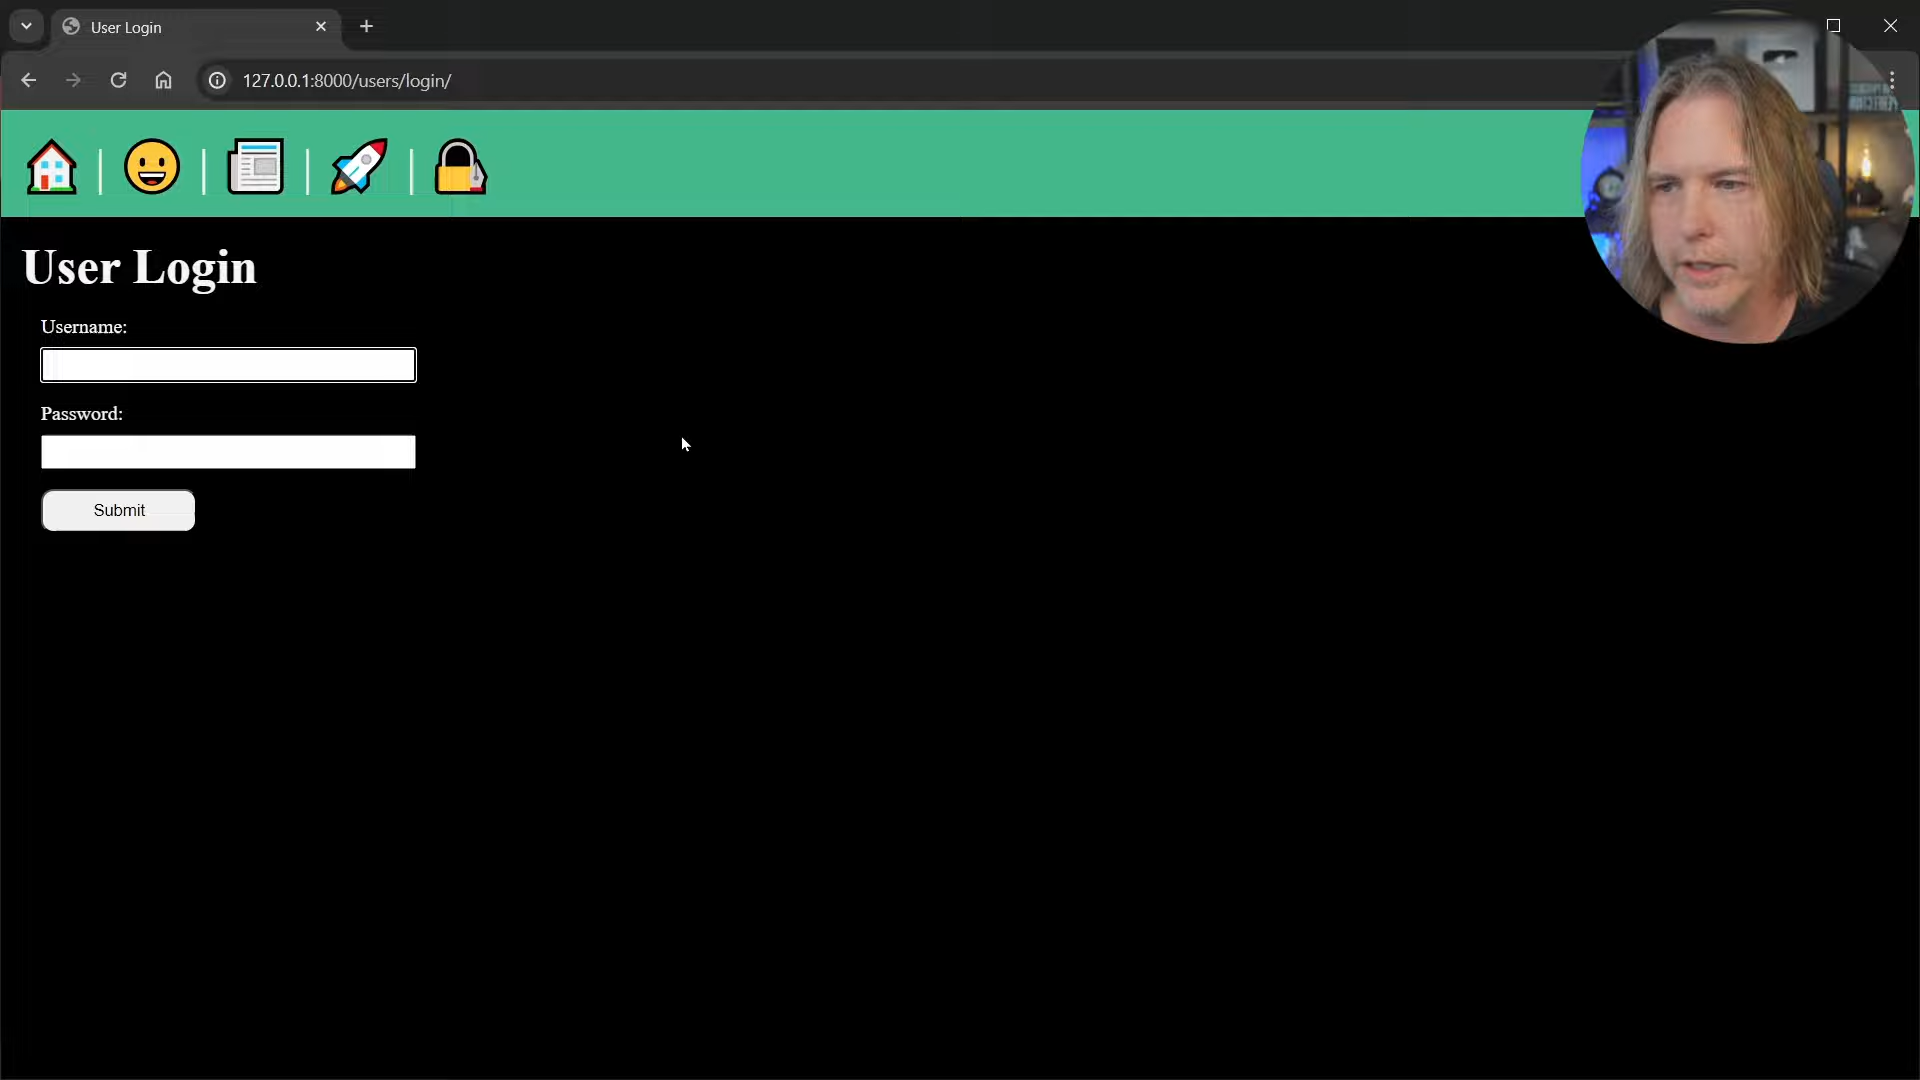 User Login
127.0.0.1:8000/users/login/
User Login
Username:
Password:
Submit